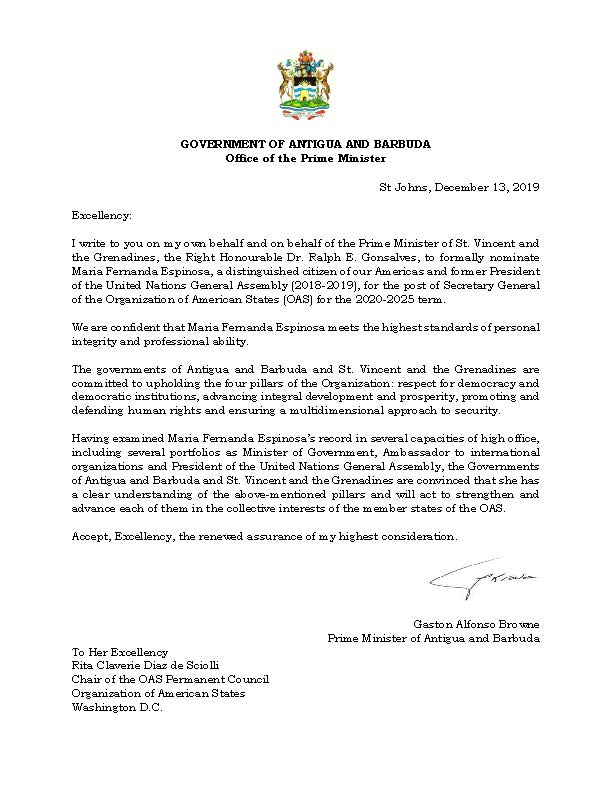 GOVERNMENT OF ANTIGUA AND BARBUDA
Office of the Prime Minister
St Johns, December 13, 2019
Excellency:
I write to you on my own behalf and on behalf of the Prime Minister of St. Vincent and
the Grenadines, the Right Honourable Dr. Ralph E. Gonsalves, to formally nominate
Maria Fernanda Espinosa, a distinguished citizen of our Americas and former President
of the United Nations General Assembly (2018-2019), for the post of Secretary General
of the Organization of American States (OAS) for the 2020-2025 term.
We are confident that Maria Fernanda Espinosa meets the highest standards of personal
integrity and professional ability.
The governments of Antigua and Barbuda and St. Vincent and the Grenadines are
committed to upholding the four pillars of the Organization: respect for democracy and
democratic institutions, advancing integral development and prosperity, promoting and
defending human rights and ensuring a multidimensional approach to security.
Having examined Maria Fernanda Espinosa's record in several capacities of high office,
including several portfolios as Minister of Government, Ambassador to international
organizations and President of the United Nations General Assembly, the Governments
of Antigua and Barbuda and St. Vincent and the Grenadines are convinced that she has
a clear understanding of the above-mentioned pillars and will act to strengthen and
advance each of them in the collective interests of the member states of the OAS.
Accept, Excellency, the renewed assurance of my highest consideration.
Gaston Alfonso Browne
Prime Minister of Antigua and Barbuda
To Her Excellency
Rita Claverie Diaz de Sciolli
Chair of the OAS Permanent Council
Organization of American States
Washington D.C.